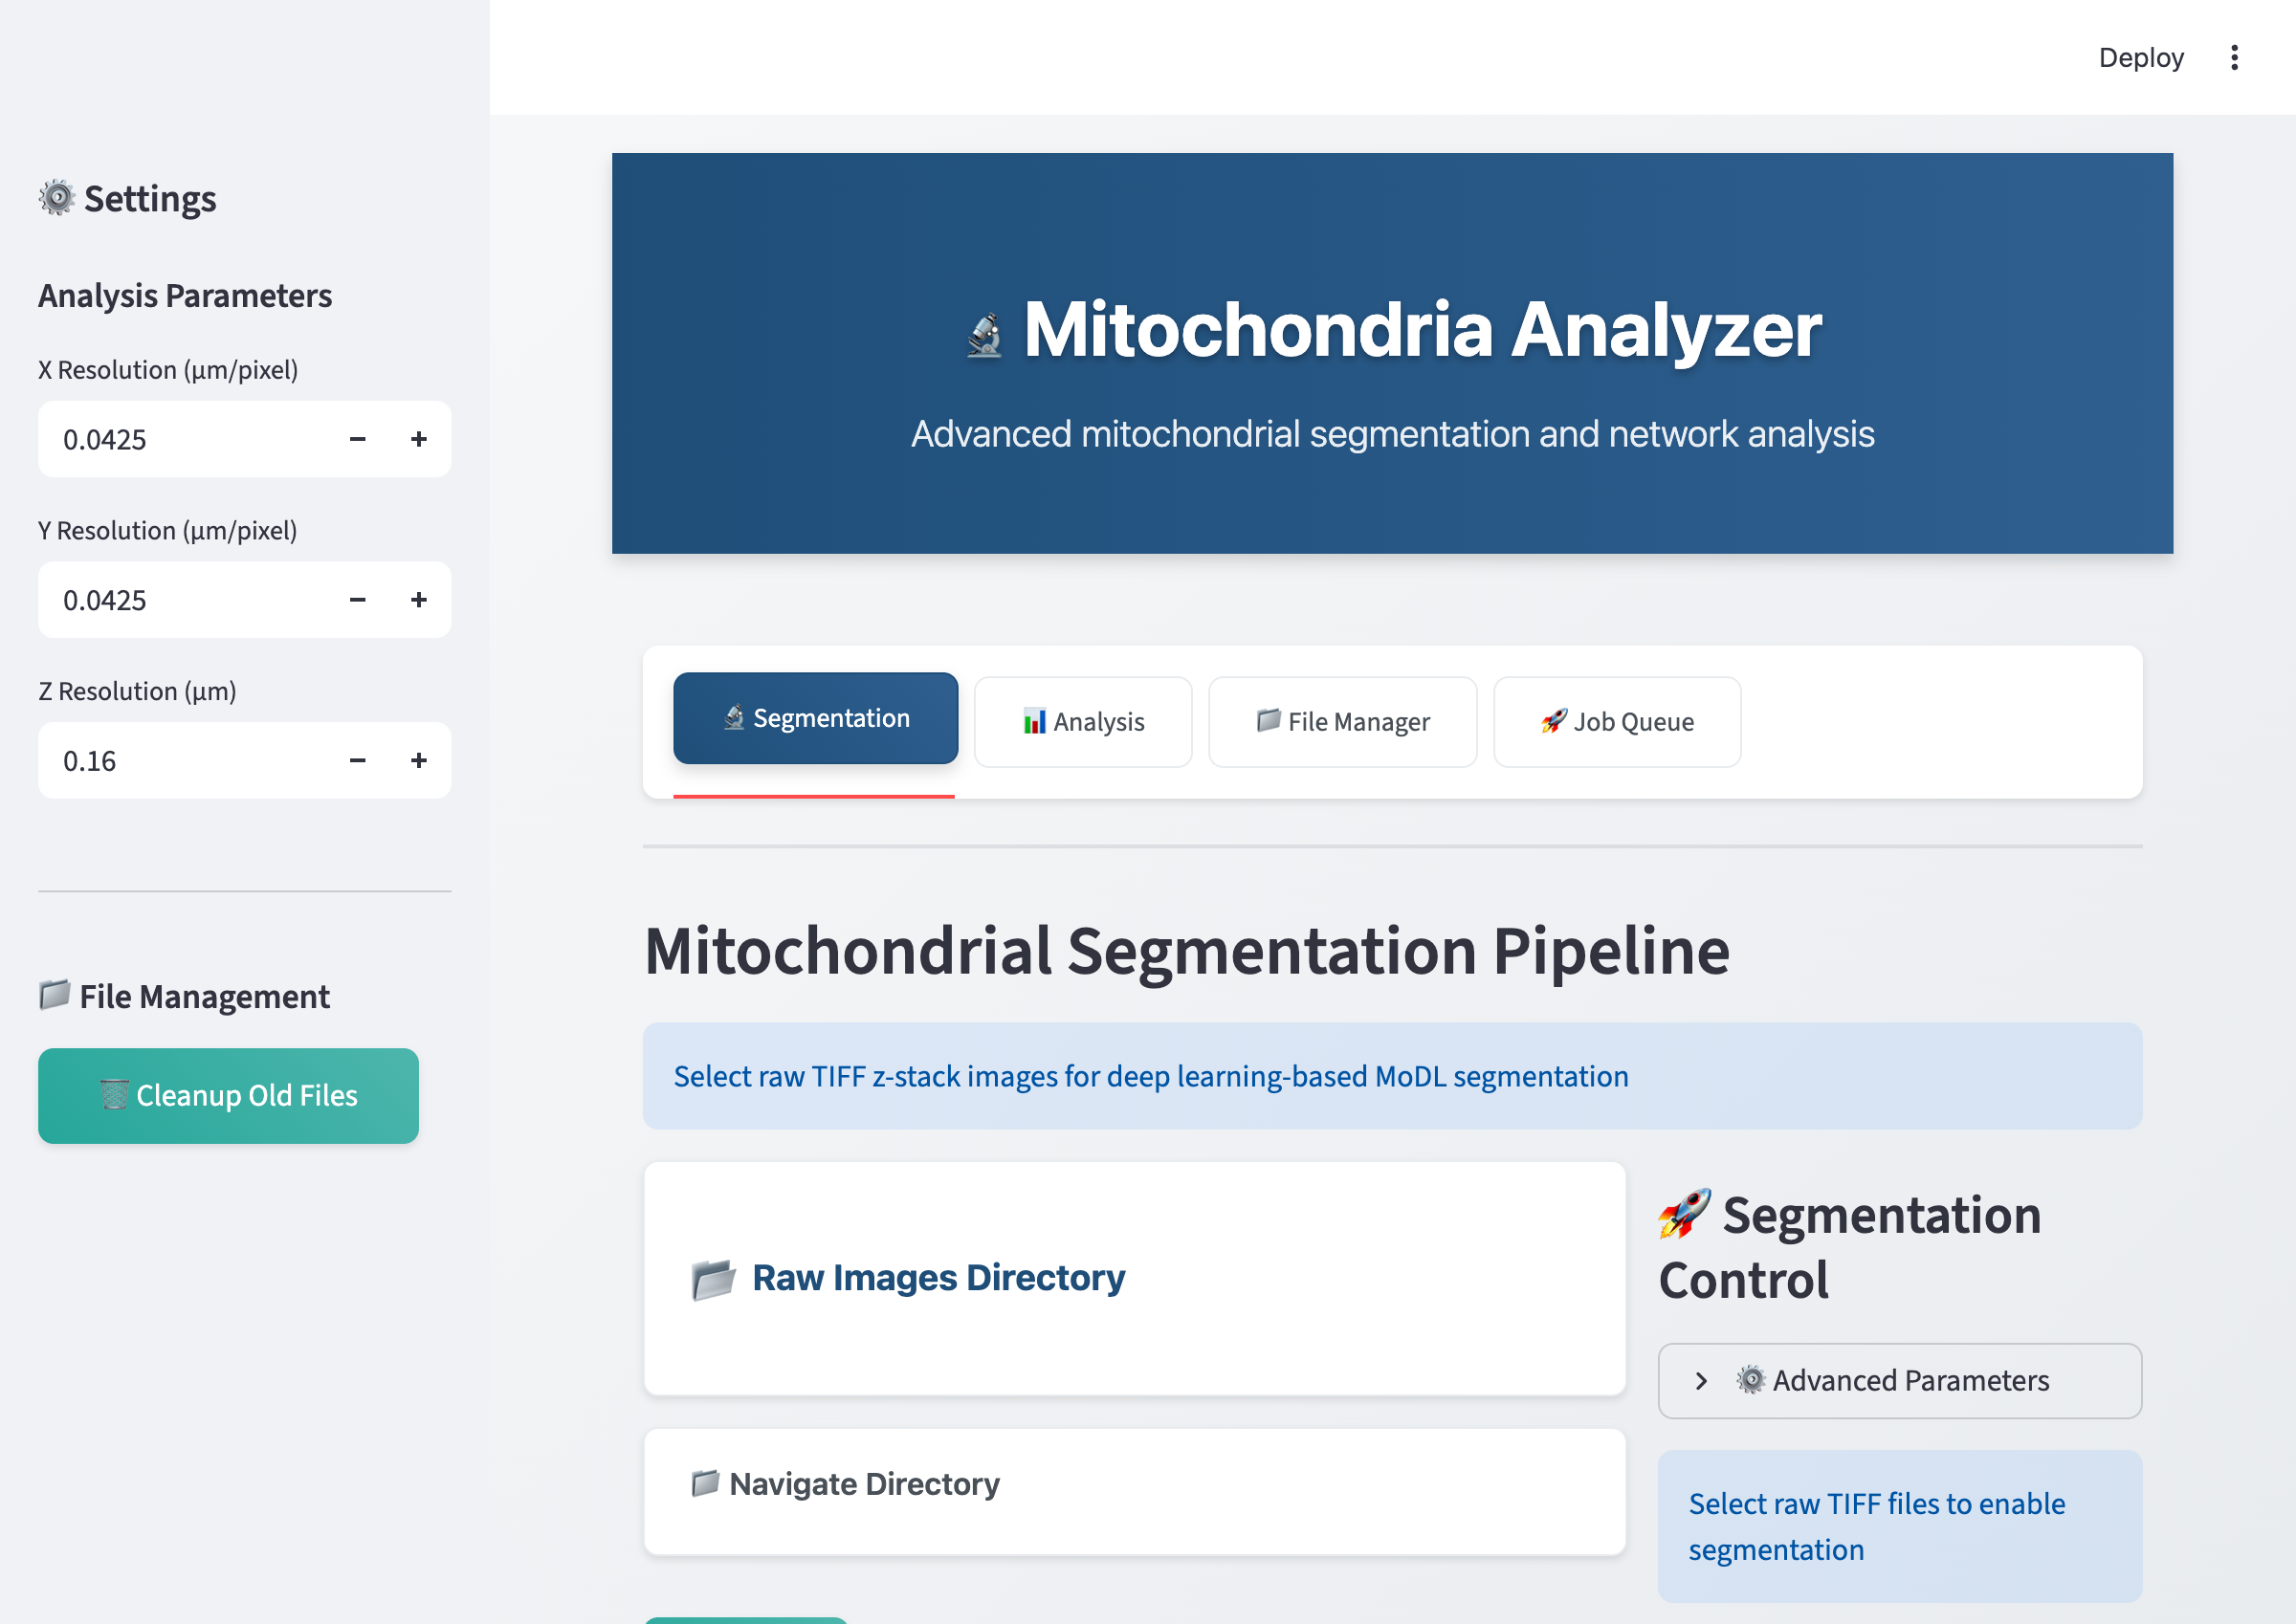 Deploy
Settings
Analysis Parameters
X Resolution (µm/pixel)
0.0425
Y Resolution (µm/pixel)
0.0425
Z Resolution (µm)
0.16
File Management
Cleanup Old Files
Mitochondria Analyzer
Advanced mitochondrial segmentation and network analysis
Segmentation
Analysis
File Manager
Job Queue
Mitochondrial Segmentation Pipeline
Select raw TIFF z-stack images for deep learning-based MoDL segmentation
Raw Images Directory
Navigate Directory
Segmentation
Control
Advanced Parameters
Select raw TIFF files to enable
segmentation